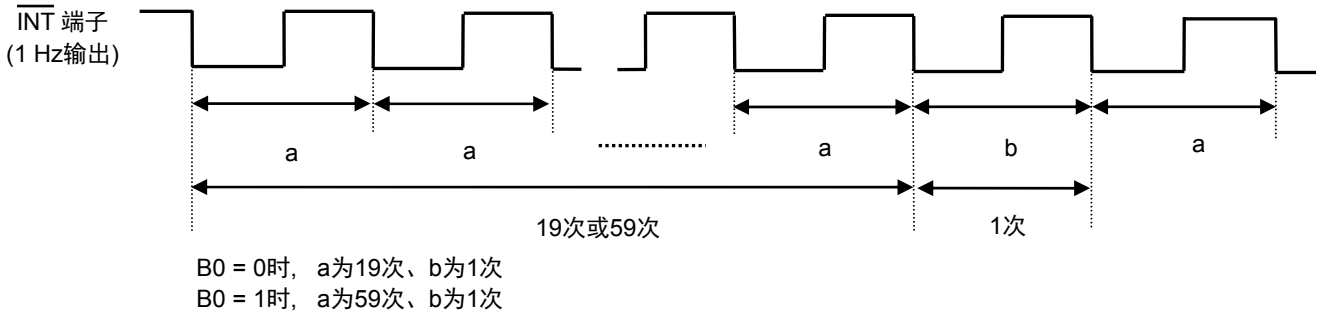 INT 端子
(1 Hz输出)
a a a b a
19次或59次 1次
B0 = 0时, a为19次、b为1次
B0 = 1时, a为59次、b为1次